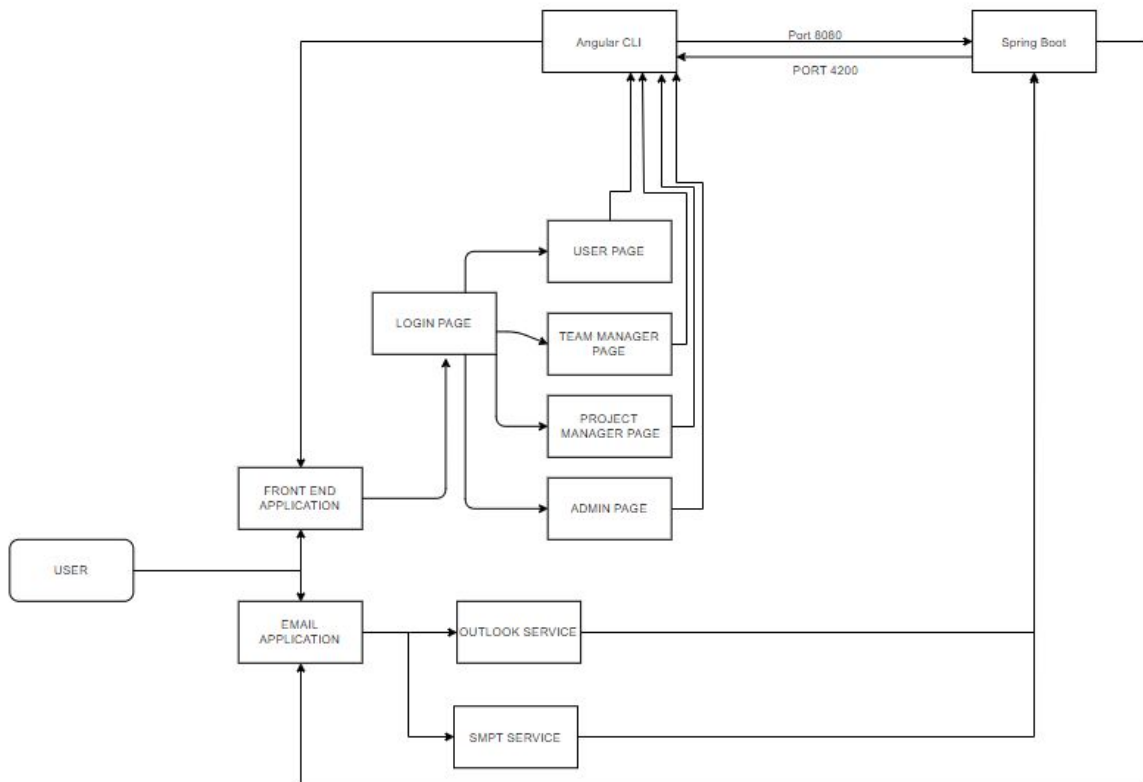 Angular CLI
Port 8080
Spring Boot
PORT 4200
USER PAGE
LOGIN PAGE
TEAM MANAGER
PAGE
PROJECT
MANAGER PAGE
ADMIN PAGE
FRONT END
APPLICATION
USER
EMAIL
APPLICATION
OUTLOOK SERVICE
SMPT SERVICE